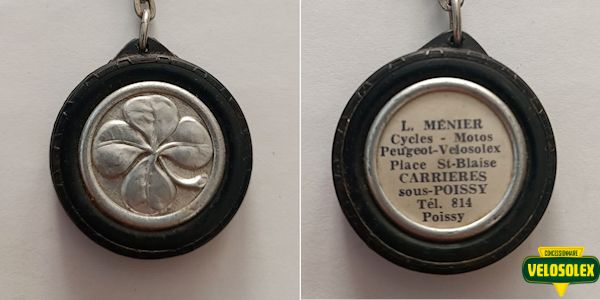 L. MÉNIER
Cycles - Motos
Peugeot-Velosolex
Place St-Blaise
CARRIERES
sous-POISSY
Tél. 814
Poissy
CONCESSIONNAIRE
VELOSOLEX